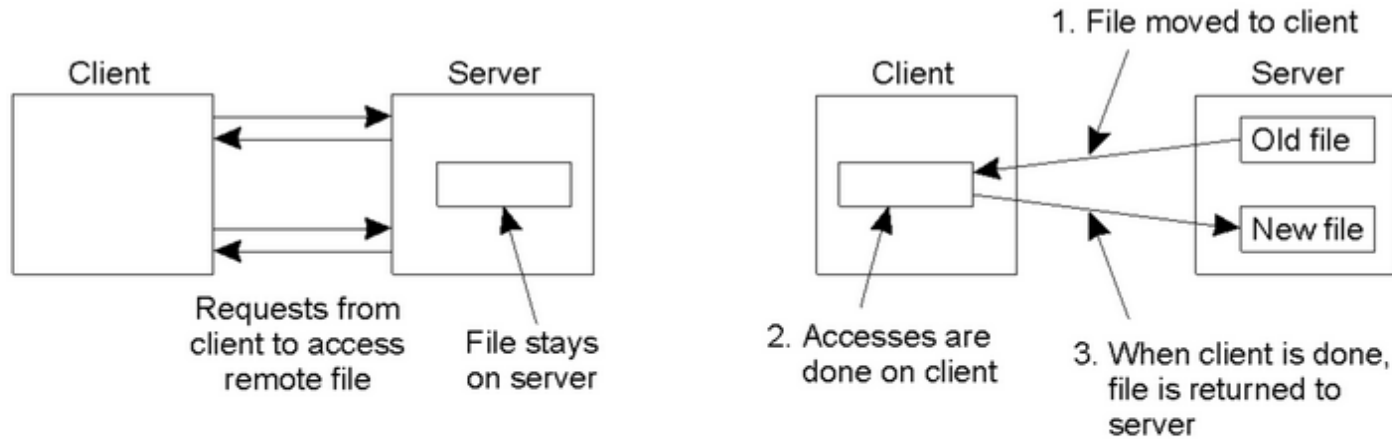 Client
Server
Requests from
client to access
remote file
File stays
on server
1. File moved to client
Client
Server
Old file
New file
2. Accesses are
done on client
3. When client is done,
file is returned to
server